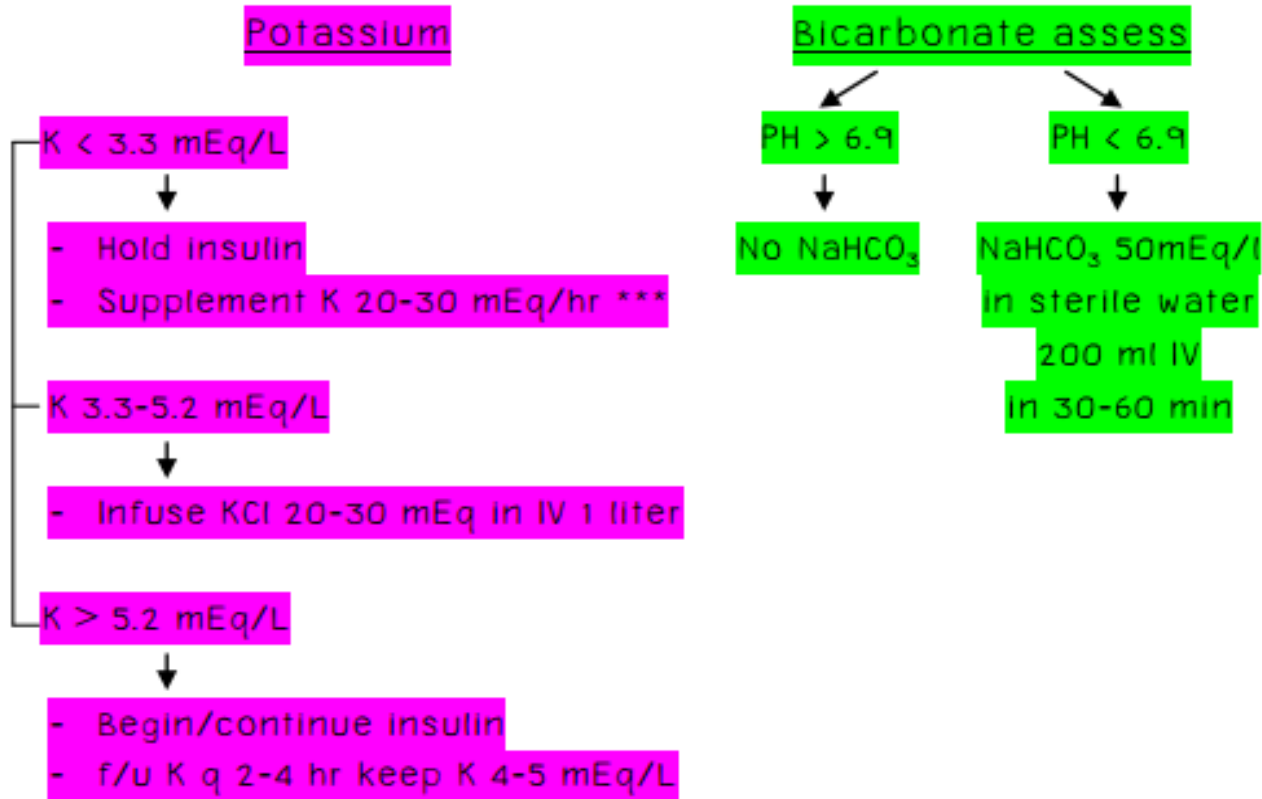 Potassium
K < 3.3 mEq/L
- Hold insulin
- Supplement K 20-30 mEq/hr ***
K 3.3-5.2 mEq/L
- Infuse KCl 20-30 mEq in IV 1 liter
K > 5.2 mEq/L
- Begin/continue insulin
- f/u K q 2-4 hr keep K 4-5 mEq/L
Bicarbonate assess
PH > 6.9
No NaHCO₃
PH < 6.9
NaHCO₃ 50mEq/l
in sterile water
200 ml IV
in 30-60 min